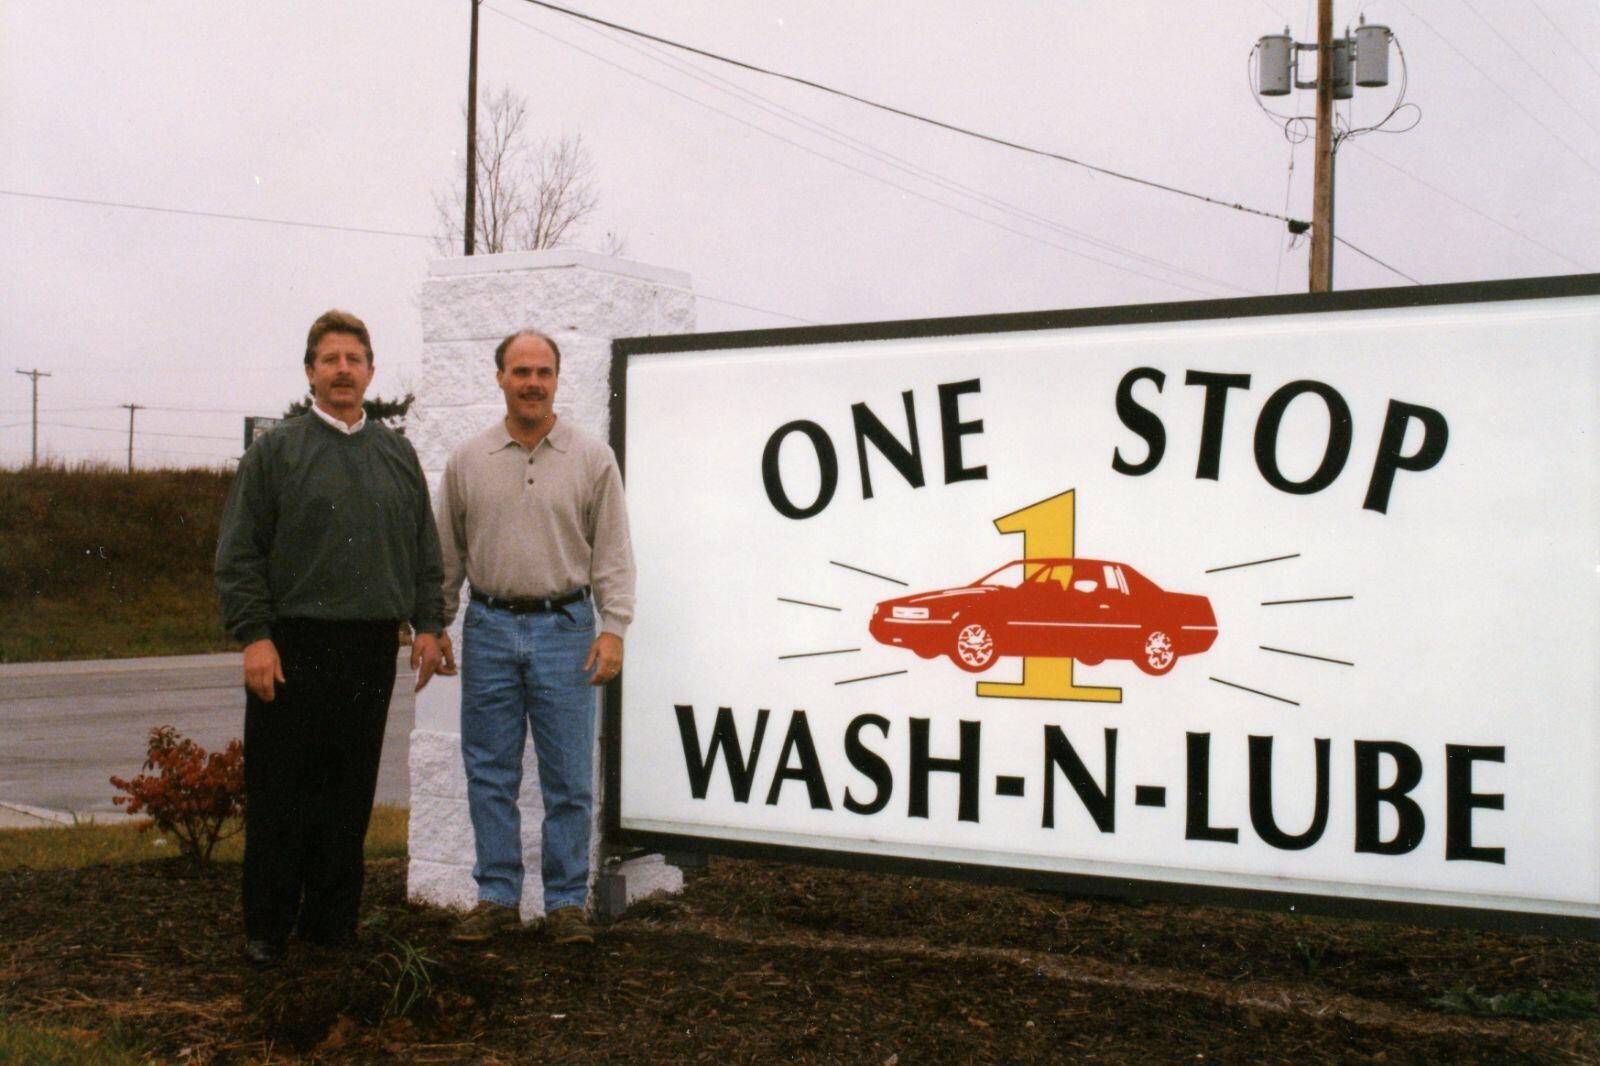 ONE STOP
1
WASH-N-LUBE